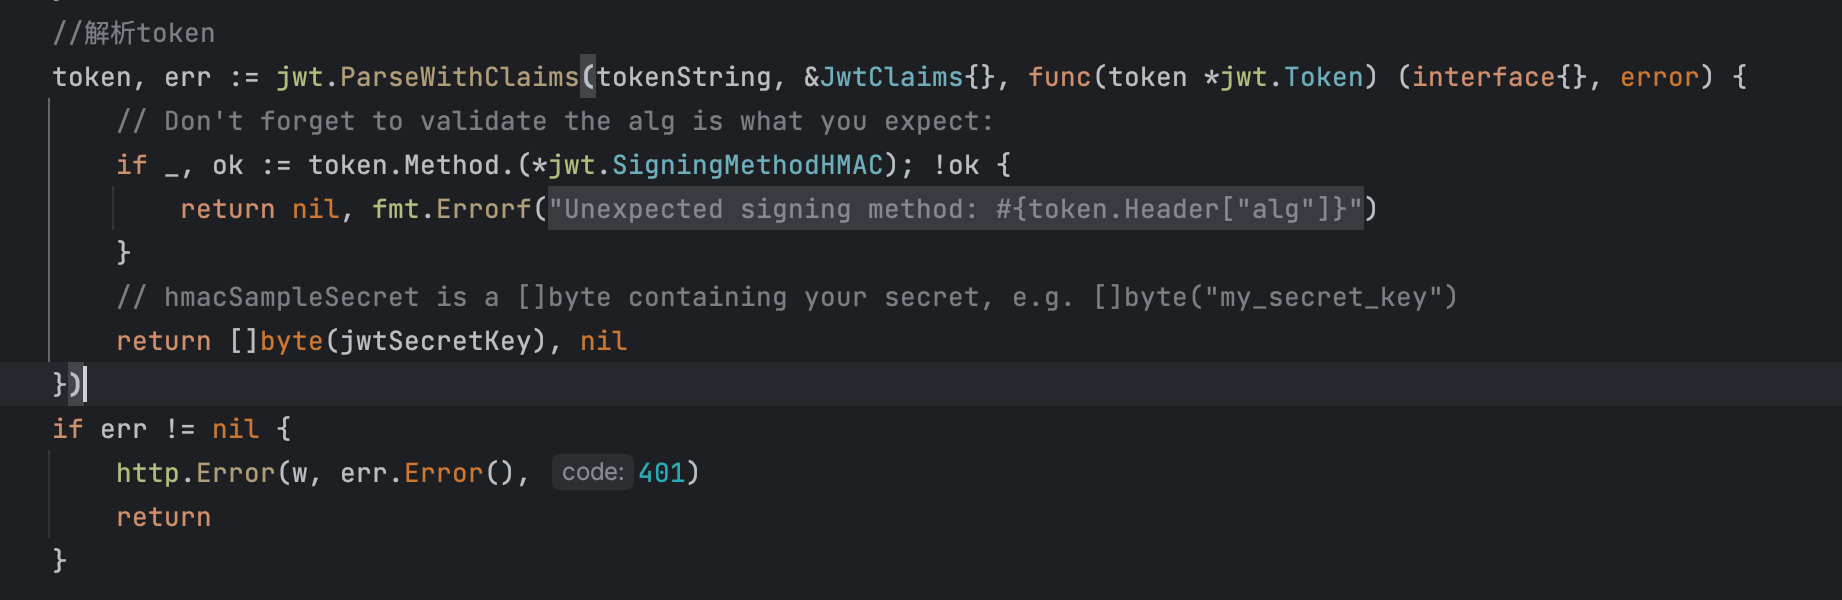 //解析token
token, err := jwt.ParseWithClaims(tokenString, &JwtClaims{}, func(token *jwt.Token) (interface{}, error) {
// Don't forget to validate the alg is what you expect:
if _, ok := token.Method.(*jwt.SigningMethodHMAC); !ok {
return nil, fmt.Errorf("Unexpected signing method: #{token.Header["alg"]}")
}
// hmacSampleSecret is a []byte containing your secret, e.g. []byte("my_secret_key")
return []byte(jwtSecretKey), nil
})
if err != nil {
http.Error(w, err.Error(), code: 401)
return
}